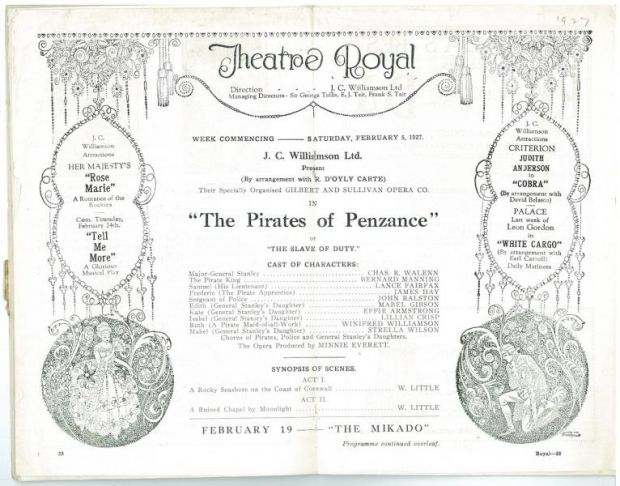 1927
Theatre Royal
Direction - J. C. Williamson Ltd
Managing Directors - Sir George Tallis, E. J. Tait, Frank S. Tait
WEEK COMMENCING — SATURDAY, FEBRUARY 5, 1927.
J. C. Williamson Ltd.
Present
(By arrangement with R. D'OYLY CARTE)
Their Specially Organised GILBERT AND SULLIVAN OPERA CO.
IN
"The Pirates of Penzance"
or
"THE SLAVE OF DUTY."
CAST OF CHARACTERS:
Major-General Stanley CHAS. R. WALENN
The Pirate King BERNARD MANNING
Samuel (His Lieutenant) LANCE FAIRFAX
Frederic (The Pirate Apprentice) JAMES HAY
Sergeant of Police JOHN RALSTON
Edith (General Stanley's Daughter) MABEL GIBSON
Kate (General Stanley's Daughter) EFFIE ARMSTRONG
Isabel (General Stanley's Daughter) LILLIAN CRISP
Ruth (A Pirate Maid-of-all-Work) WINIFRED WILLIAMSON
Mabel (General Stanley's Daughter) STRELLA WILSON
Chorus of Pirates, Police and General Stanley's Daughters.
The Opera Produced by MINNIE EVERETT.
SYNOPSIS OF SCENES.
ACT I.
A Rocky Seashore on the Coast of Cornwall W. LITTLE
ACT II.
A Ruined Chapel by Moonlight W. LITTLE
FEBRUARY 19 — "THE MIKADO"
Programme continued overleaf.
J. C.
Williamson
Attractions
HER MAJESTY'S
"Rose
Marie"
A Romance of the
Rockies
Com. Thursday,
February 24th.
"Tell
Me
More"
A Glorious
Musical Play
J. C.
Williamson
Attractions
CRITERION
JUDITH
ANDERSON
in
"COBRA"
(By arrangement with
David Belasco)
PALACE
Last week of
Leon Gordon
in
"WHITE CARGO"
(By arrangement with
Earl Carroll)
Daily Matinees
22
Royal—22